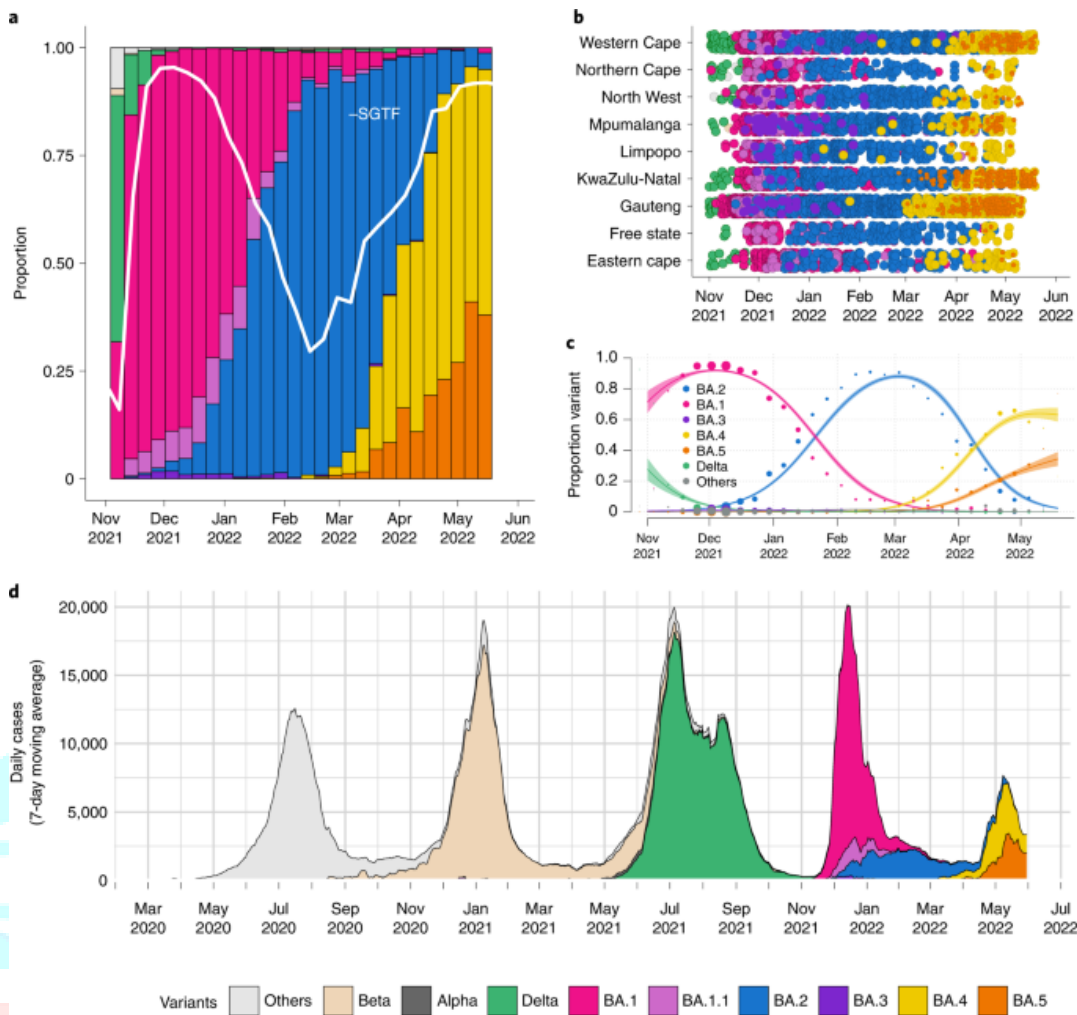 a
1.00
0.75
0.50
0.25
0
Proportion
–SGTF
Nov Dec Jan Feb Mar Apr May Jun
2021 2021 2022 2022 2022 2022 2022 2022
b
Western Cape
Northern Cape
North West
Mpumalanga
Limpopo
KwaZulu-Natal
Gauteng
Free state
Eastern cape
Nov Dec Jan Feb Mar Apr May Jun
2021 2021 2022 2022 2022 2022 2022 2022
c
1.0
0.8
0.6
0.4
0.2
0
Proportion variant
BA.2
BA.1
BA.3
BA.4
BA.5
Delta
Others
Nov Dec Jan Feb Mar Apr May
2021 2021 2022 2022 2022 2022 2022
d
20,000
15,000
10,000
5,000
0
Daily cases
(7-day moving average)
Mar May Jul Sep Nov Jan Mar May Jul Sep Nov Jan Mar May Jul
2020 2020 2020 2020 2020 2021 2021 2021 2021 2021 2021 2022 2022 2022 2022
Variants Others Beta Alpha Delta BA.1 BA.1.1 BA.2 BA.3 BA.4 BA.5